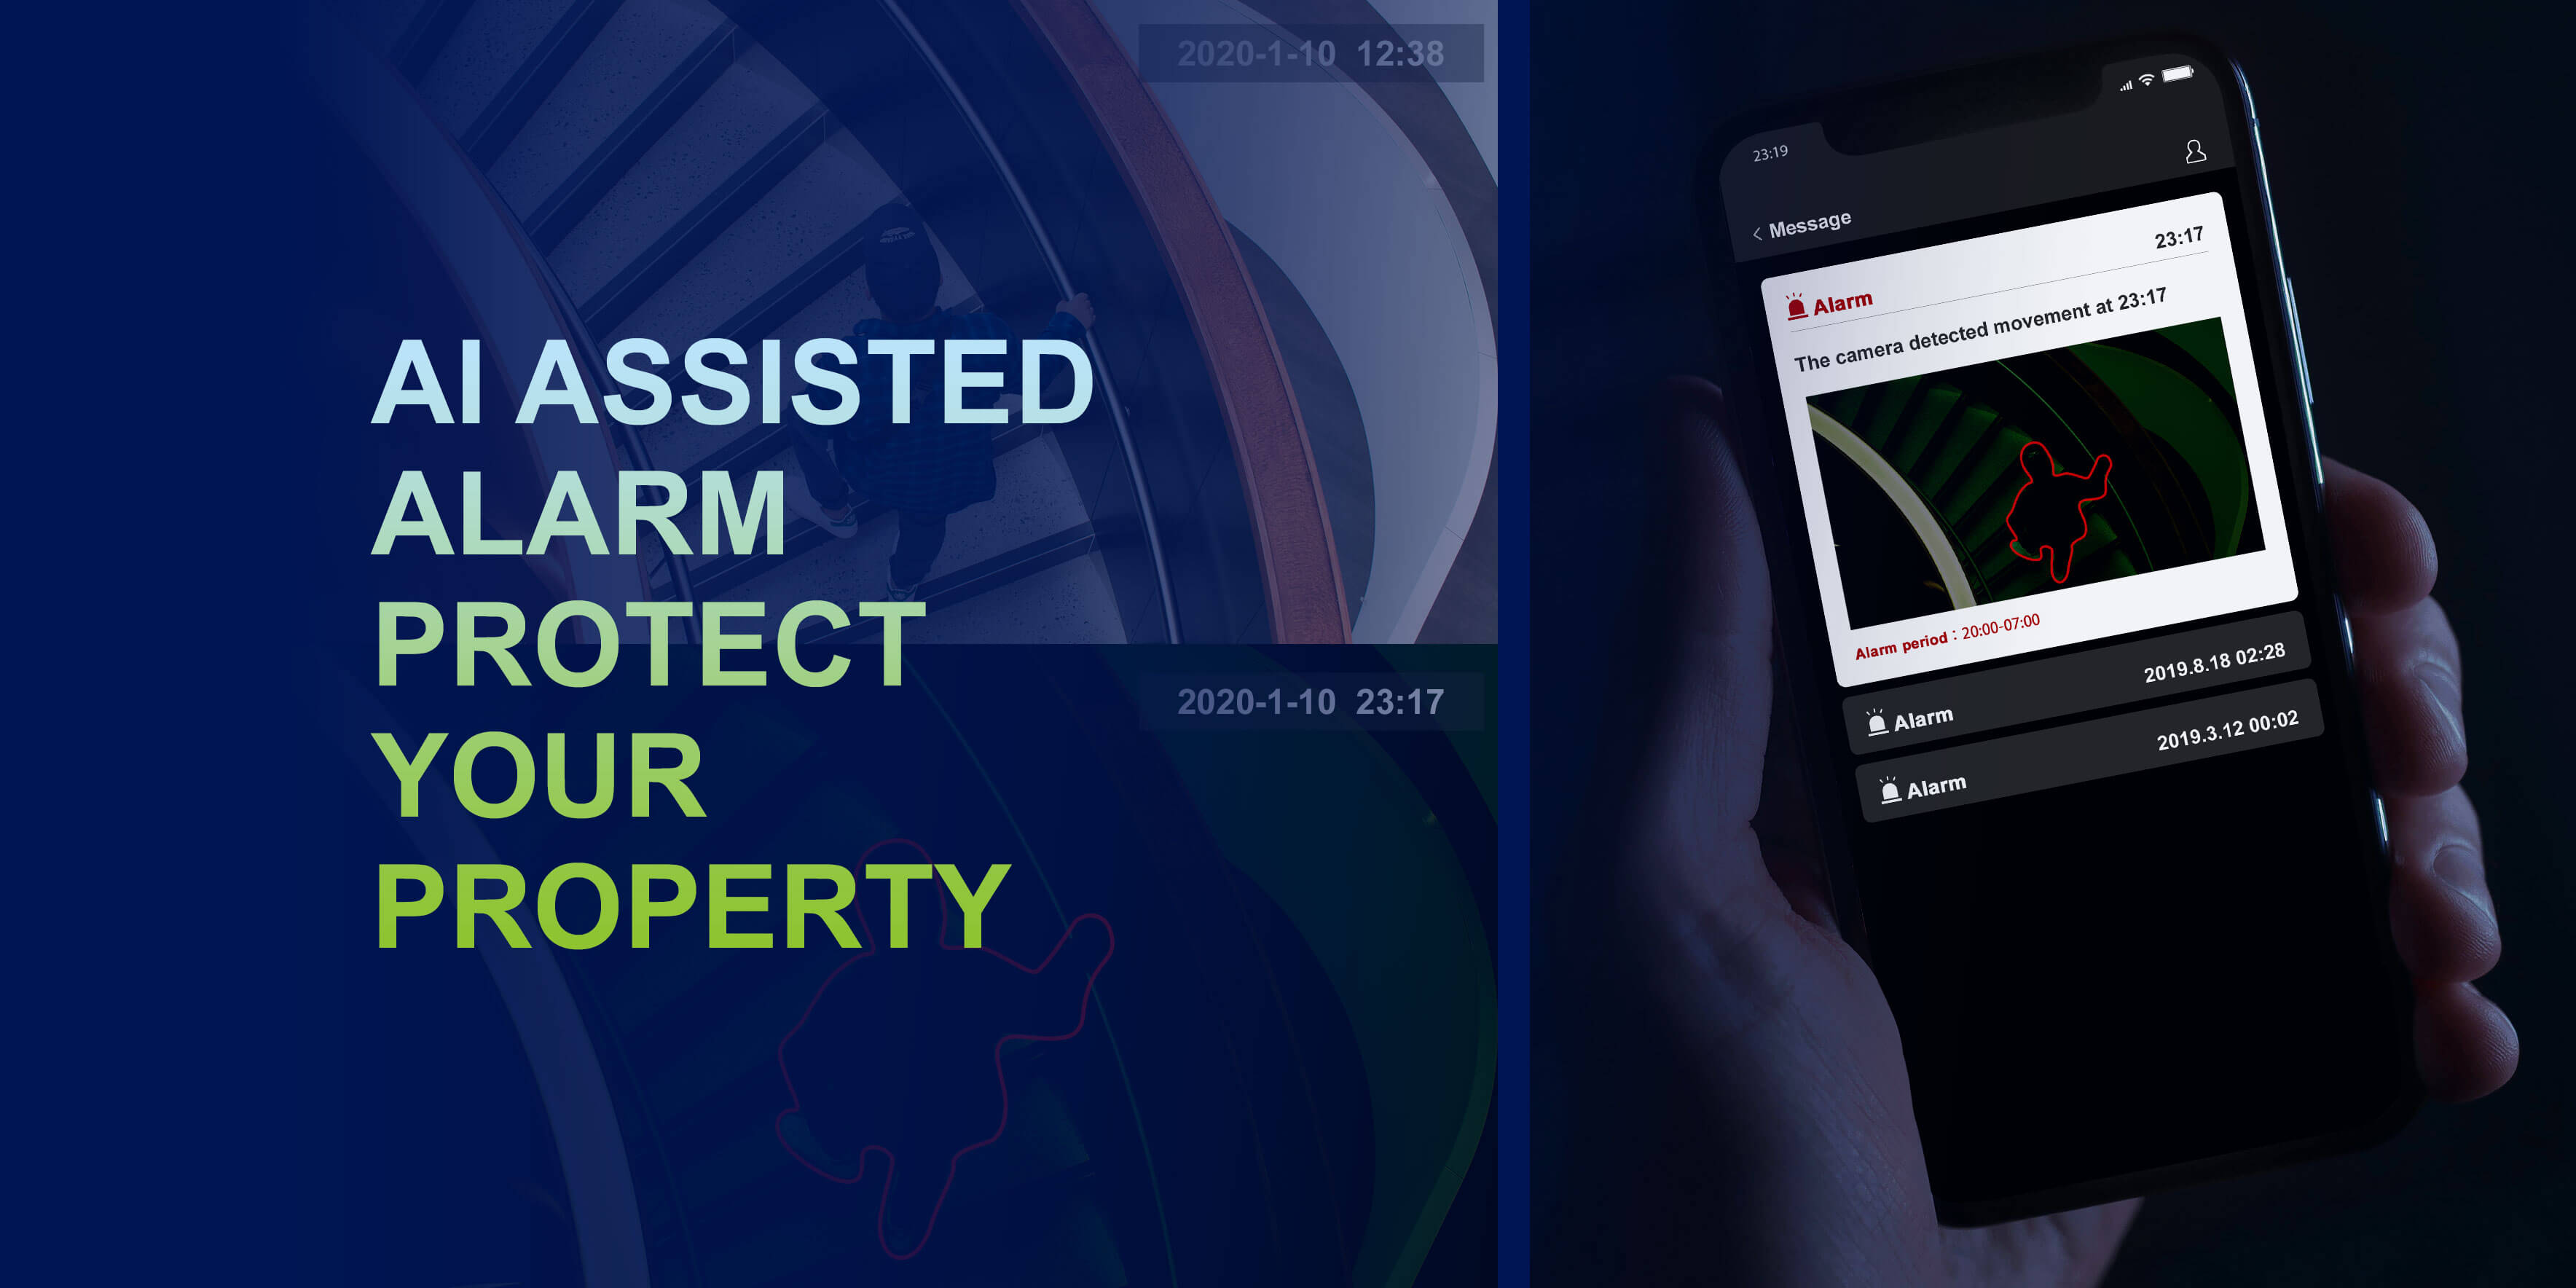 2020-1-10 12:38
AI ASSISTED
ALARM
PROTECT
YOUR
PROPERTY
2020-1-10 23:17
23:19
< Message
23:17
Alarm
The camera detected movement at 23:17
Alarm period : 20:00-07:00
2019.8.18 02:28
Alarm
2019.3.12 00:02
Alarm